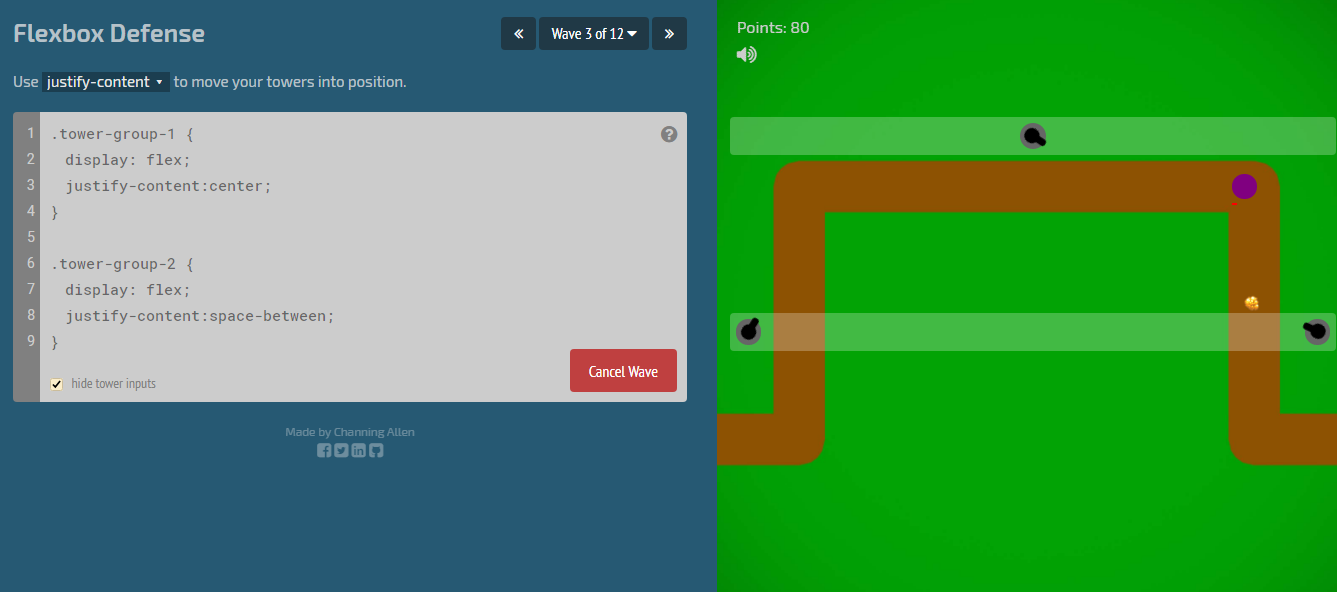 Flexbox Defense
« Wave 3 of 12 »
Use justify-content to move your towers into position.
1 .tower-group-1 {
2 display: flex;
3 justify-content:center;
4 }
5
6 .tower-group-2 {
7 display: flex;
8 justify-content:space-between;
9 }
?
hide tower inputs
Cancel Wave
Made by Channing Allen
Points: 80